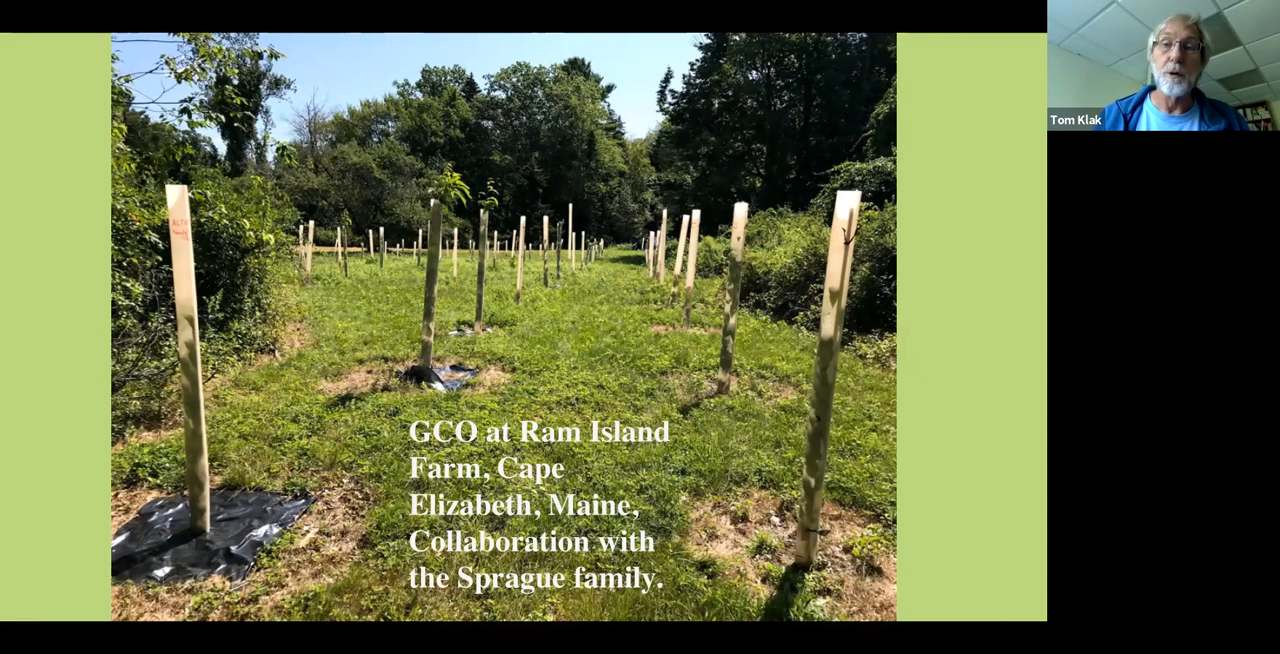 GCO at Ram Island
Farm, Cape
Elizabeth, Maine,
Collaboration with
the Sprague family.
Tom Klak